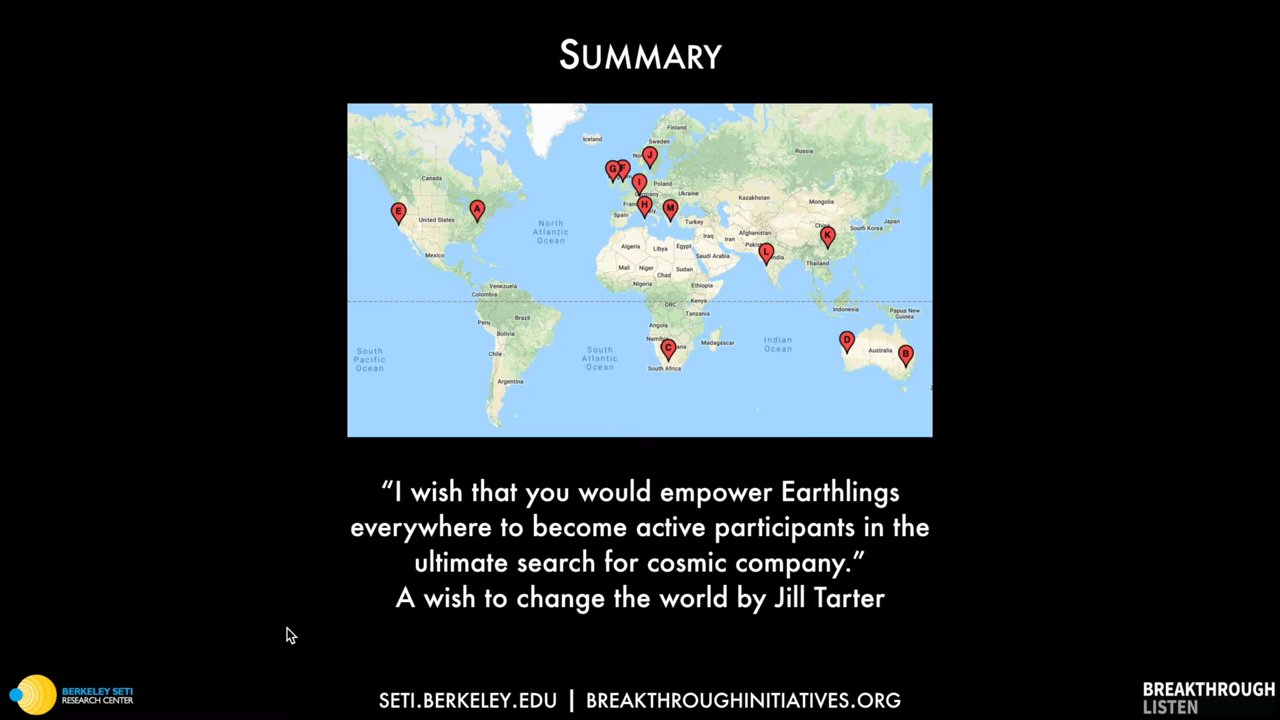 SUMMARY
Iceland
Finland
Sweden
Russia
Canada
Poland
Ukraine
Kazakhstan
Mongolia
United States
North
Atlantic
Ocean
Spain
Turkey
Japan
South Korea
Afghanistan
Iraq
Iran
Algeria
Libya
Egypt
Saudi Arabia
Mexico
Mali
Niger
Chad
Sudan
Thailand
Nigeria
Ethiopia
Venezuela
Colombia
DRC
Kenya
Tanzania
Indonesia
Papua New
Guinea
Brazil
Peru
Bolivia
Angola
Madagascar
Indian
Ocean
South
Pacific
Ocean
South
Atlantic
Ocean
Chile
Argentina
South Africa
Australia
A
B
C
D
E
F
G
H
I
J
K
L
M
“I wish that you would empower Earthlings
everywhere to become active participants in the
ultimate search for cosmic company.”
A wish to change the world by Jill Tarter
BERKELEY SETI
RESEARCH CENTER
SETI.BERKELEY.EDU | BREAKTHROUGHINITIATIVES.ORG
BREAKTHROUGH
LISTEN